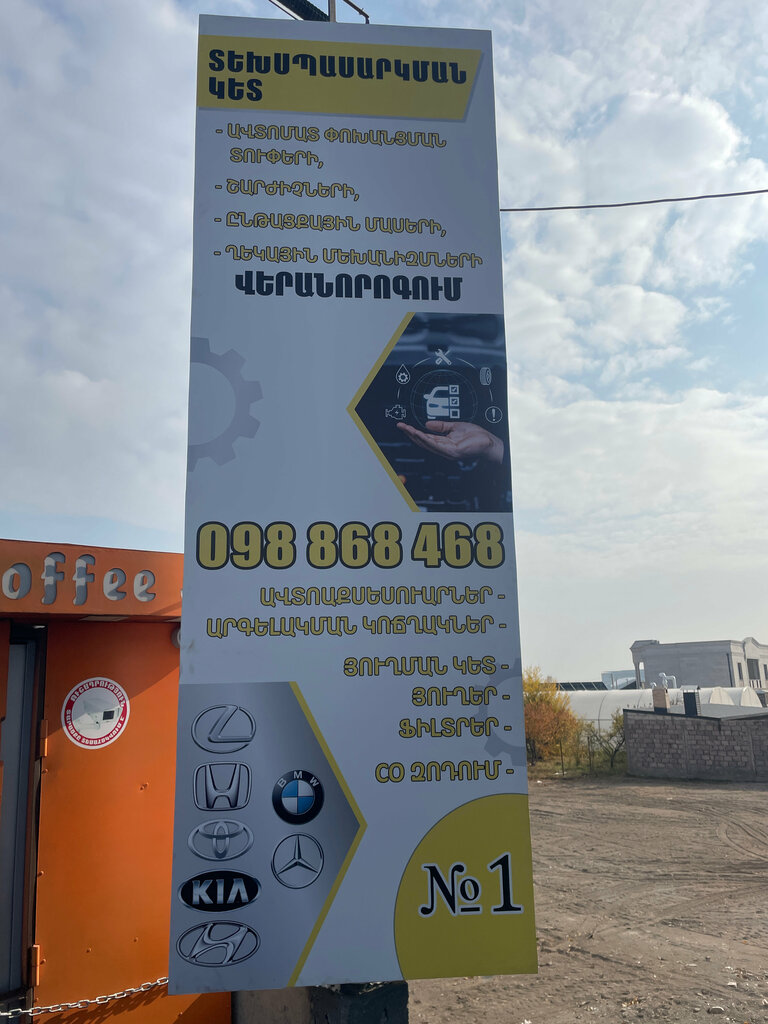 ՏԵԽՍՊԱՍԱՐԿՄԱՆ
ԿԵՏ
- ԱՎՏՈՄԱՏ ՓՈԽԱՆՑՄԱՆ
ՏՈՒՓԵՐԻ,
- ՇԱՐԺԻՉՆԵՐԻ,
- ԸՆԹԱՑՔԱՅԻՆ ՄԱՍԵՐԻ,
- ՂԵԿԱՅԻՆ ՄԵԽԱՆԻԶՄՆԵՐԻ
ՎԵՐԱՆՈՐՈԳՈՒՄ
098 868 468
ԱՎՏՈԱՔՍԵՍՈՒԱՐՆԵՐ -
ԱՐԳԵԼԱԿՄԱՆ ԿՈՃՂԱԿՆԵՐ -
ՅՈՒՂՄԱՆ ԿԵՏ -
ՅՈՒՂԵՐ -
ՖԻԼՏՐԵՐ -
CO ԶՈԴՈՒՄ -
BMW
KIA
№1
offee